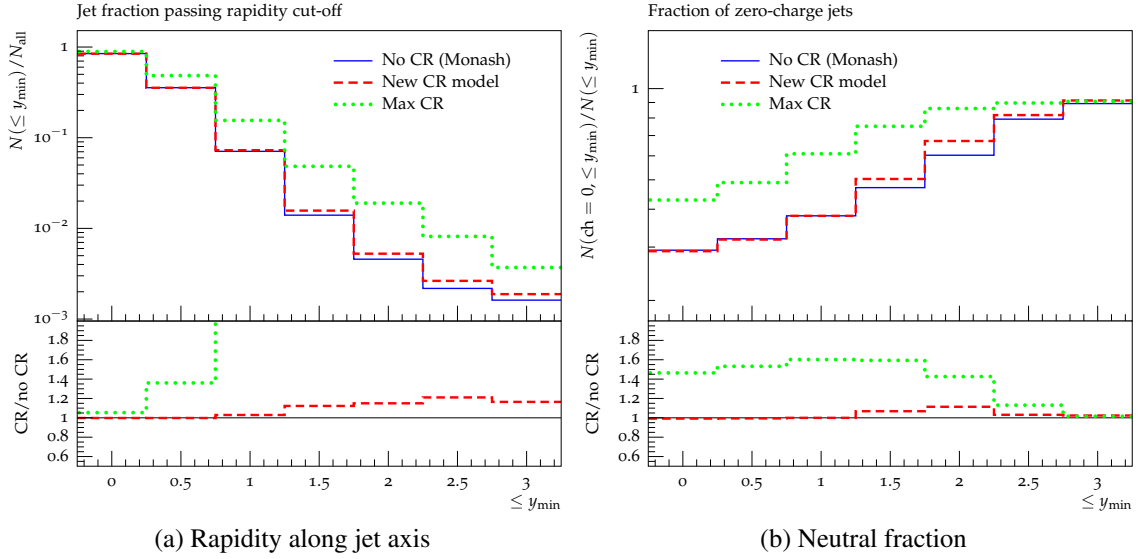 Jet fraction passing rapidity cut-off
N(≤ y_min)/N_all
1
10⁻¹
10⁻²
10⁻³
No CR (Monash)
New CR model
Max CR
CR/no CR
1.8
1.6
1.4
1.2
1
0.8
0.6
0 0.5 1 1.5 2 2.5 3
≤ y_min
(a) Rapidity along jet axis
Fraction of zero-charge jets
N(ch = 0, ≤ y_min)/N(≤ y_min)
1
No CR (Monash)
New CR model
Max CR
CR/no CR
1.8
1.6
1.4
1.2
1
0.8
0.6
0 0.5 1 1.5 2 2.5 3
≤ y_min
(b) Neutral fraction